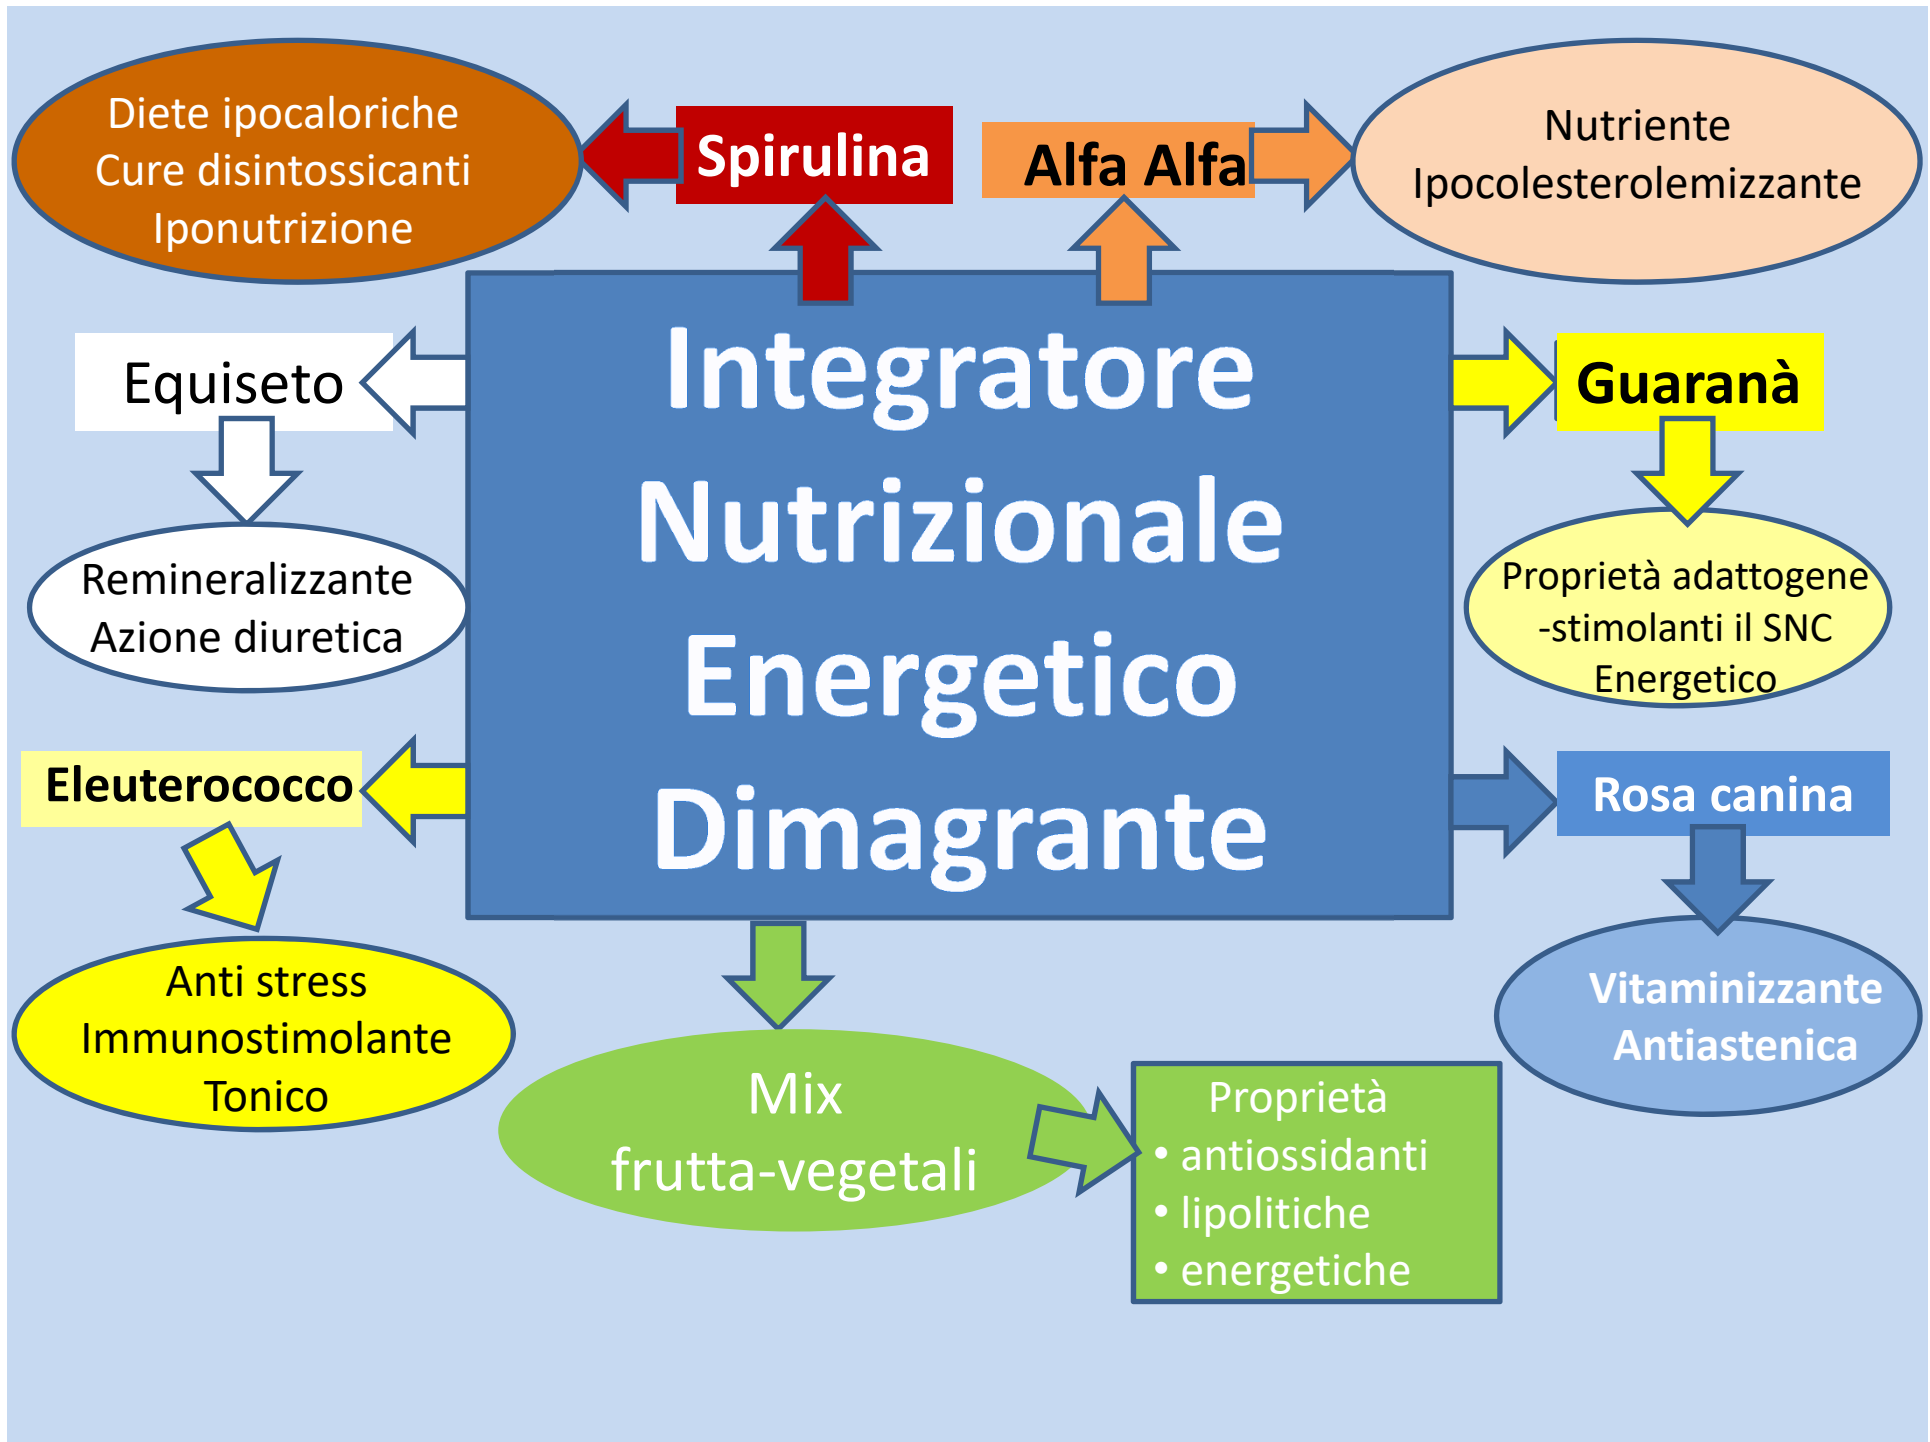 Diete ipocaloriche
Cure disintossicanti
Iponutrizione
Spirulina
Alfa Alfa
Nutriente
Ipocolesterolemizzante
Equiseto
Remineralizzante
Azione diuretica
Integratore
Nutrizionale
Energetico
Dimagrante
Guaranà
Proprietà adattogene
-stimolanti il SNC
Energetico
Eleuterococco
Anti stress
Immunostimolante
Tonico
Rosa canina
Vitaminizzante
Antiastenica
Mix
frutta-vegetali
Proprietà
• antiossidanti
• lipolitiche
• energetiche